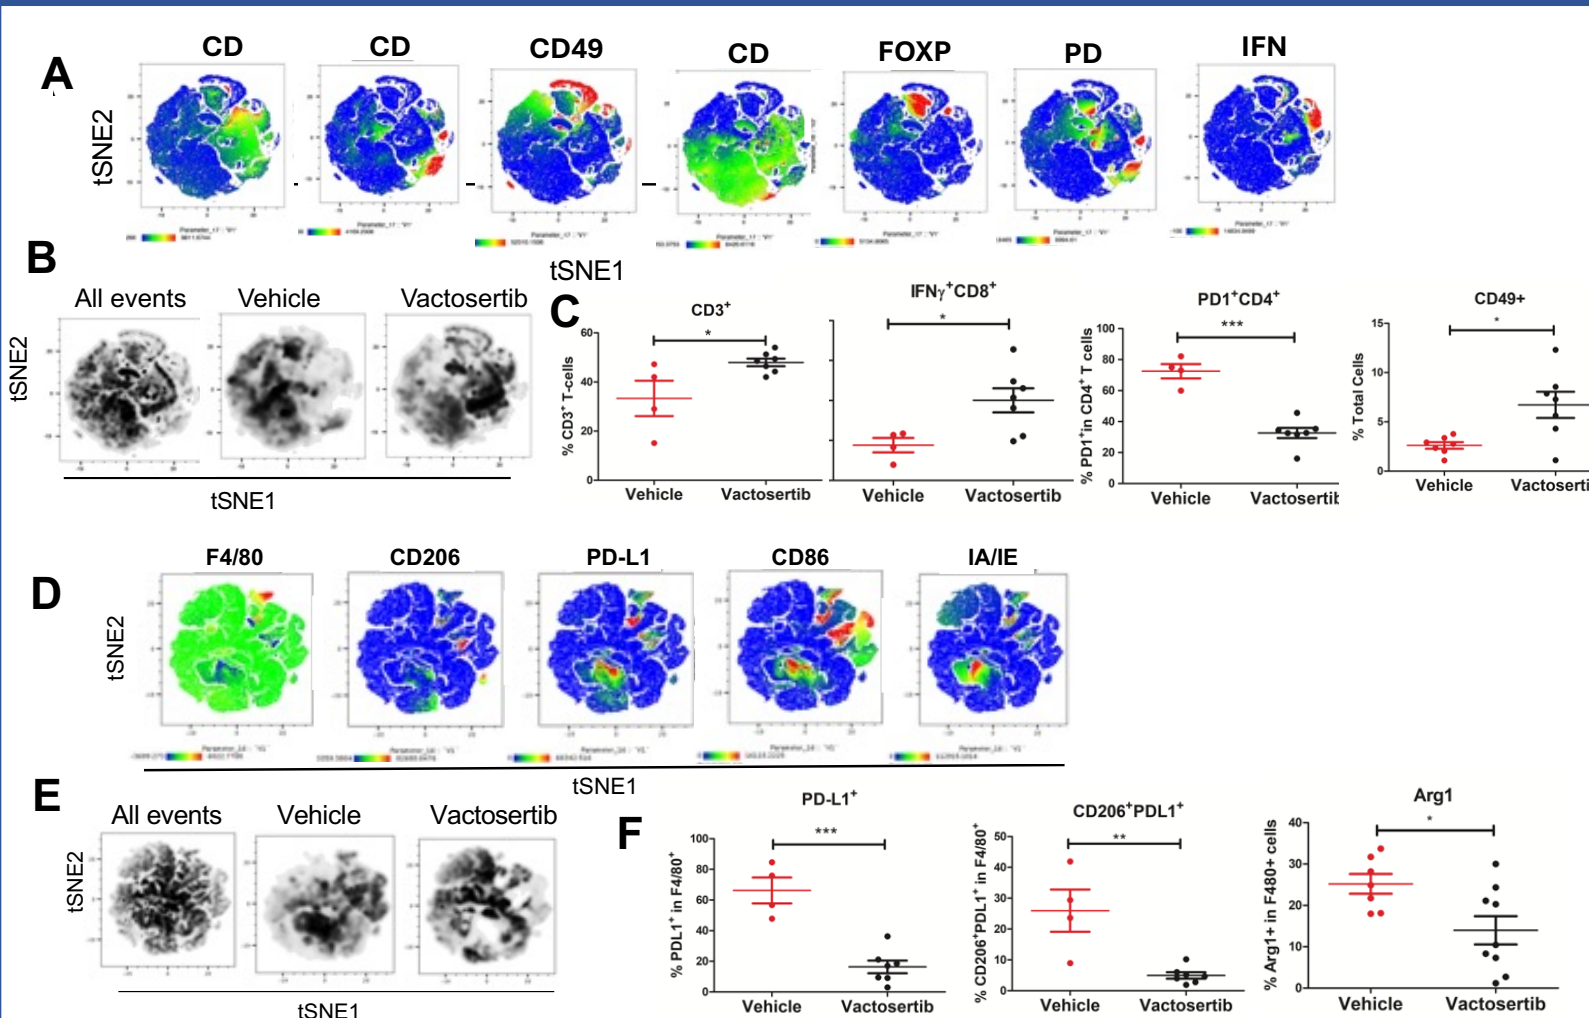 A
CD CD CD49 CD FOXP PD IFN
tSNE2
tSNE1
B
All events Vehicle Vactosertib
tSNE2
tSNE1
C
CD3+
*
% CD3+ T-cells
60
40
20
0
Vehicle Vactosertib
IFNγ+CD8+
*
Vehicle Vactosertib
PD1+CD4+
***
% PD1+in CD4+ T cells
100
80
60
40
20
0
Vehicle Vactosertib
CD49+
*
% Total Cells
15
10
5
0
Vehicle Vactoserti
D
F4/80 CD206 PD-L1 CD86 IA/IE
tSNE2
tSNE1
E
All events Vehicle Vactosertib
tSNE2
tSNE1
F
PD-L1+
***
% PDL1+ in F4/80+
100
80
60
40
20
0
Vehicle Vactosertib
CD206+PDL1+
**
% CD206+PDL1+ in F4/80+
50
40
30
20
10
0
Vehicle Vactosertib
Arg1
*
% Arg1+ in F480+ cells
40
30
20
10
0
Vehicle Vactosertib